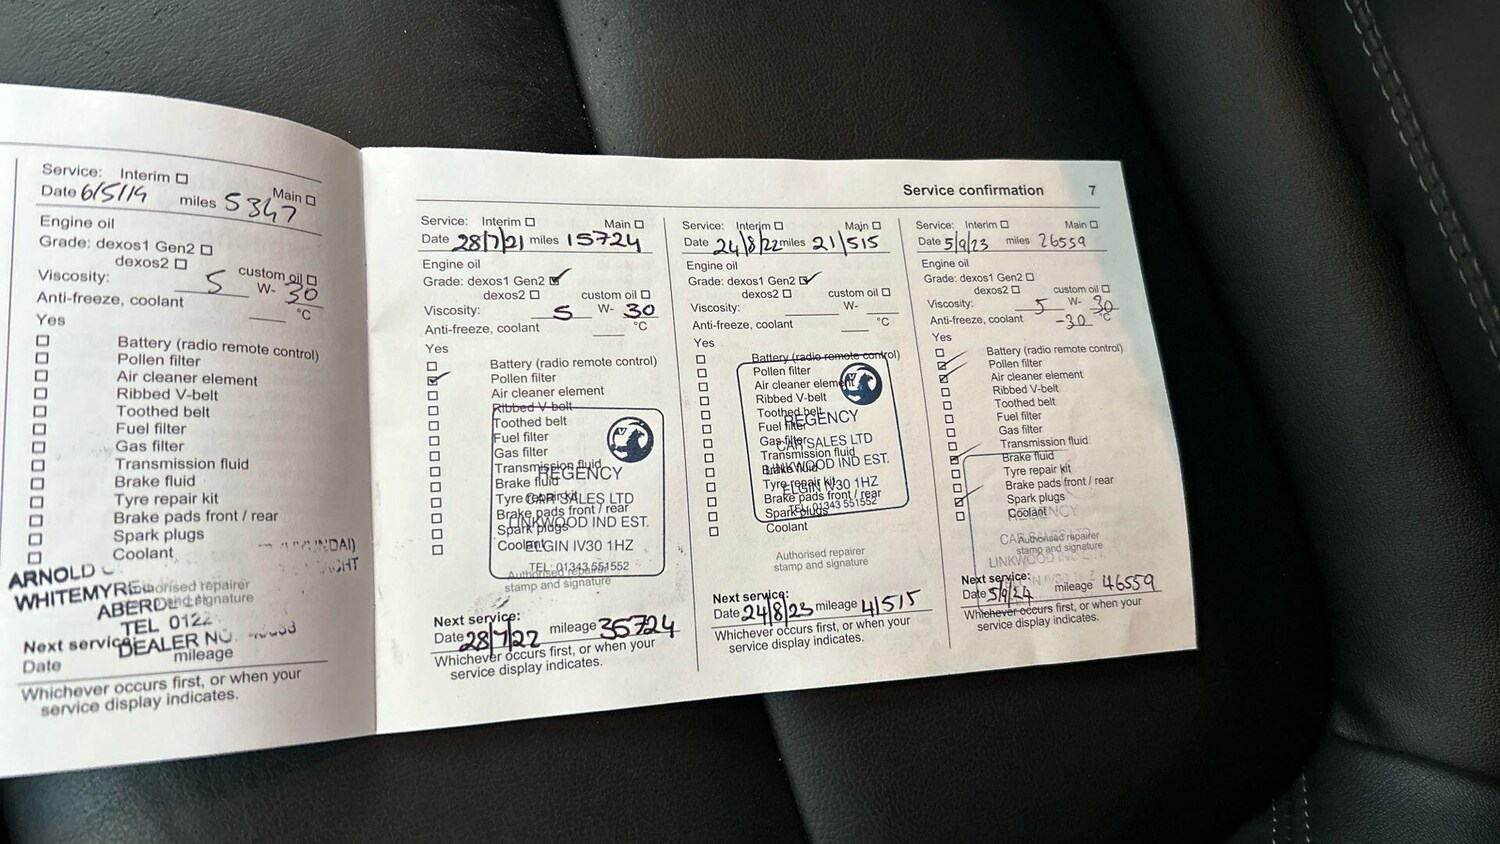 Service: Interim ☐ Main ☐
Date 6/5/19 miles 5347
Engine oil
Grade: dexos1 Gen2 ☐
dexos2 ☐ custom oil ☐
Viscosity: 5 W- 30
Anti-freeze, coolant °C
Yes
☐ Battery (radio remote control)
☐ Pollen filter
☐ Air cleaner element
☐ Ribbed V-belt
☐ Toothed belt
☐ Fuel filter
☐ Gas filter
☐ Transmission fluid
☐ Brake fluid
☐ Tyre repair kit
☐ Brake pads front / rear
☐ Spark plugs
☐ Coolant
ARNOLD
WHITEMYRE
ABERDE
TEL 0122
DEALER NO.
Next service:
Date mileage
Whichever occurs first, or when your
service display indicates.
Service confirmation 7
Service: Interim ☐ Main ☐
Date 28/7/21 miles 15724
Engine oil
Grade: dexos1 Gen2 ☑
dexos2 ☐ custom oil ☐
Viscosity: 5 W- 30
Anti-freeze, coolant °C
Yes
☐ Battery (radio remote control)
☑ Pollen filter
☐ Air cleaner element
☐ Ribbed V-belt
☐ Toothed belt
☐ Fuel filter
☐ Gas filter
☐ Transmission fluid
☐ Brake fluid
☐ Tyre repair kit
☐ Brake pads front / rear
☐ Spark plugs
☐ Coolant
REGENCY
CAR SALES LTD
LINKWOOD IND EST.
ELGIN IV30 1HZ
TEL: 01343 551552
Authorised repairer
stamp and signature
Next service:
Date 28/7/22 mileage 35724
Whichever occurs first, or when your
service display indicates.
Service: Interim ☐ Main ☐
Date 24/8/22 miles 21515
Engine oil
Grade: dexos1 Gen2 ☑
dexos2 ☐ custom oil ☐
Viscosity: W-
Anti-freeze, coolant °C
Yes
☐ Battery (radio remote control)
☐ Pollen filter
☐ Air cleaner element
☐ Ribbed V-belt
☐ Toothed belt
☐ Fuel filter
☐ Gas filter
☐ Transmission fluid
☐ Brake fluid
☐ Tyre repair kit
☐ Brake pads front / rear
☐ Spark plugs
☐ Coolant
REGENCY
CAR SALES LTD
LINKWOOD IND EST.
ELGIN IV30 1HZ
TEL: 01343 551552
Authorised repairer
stamp and signature
Next service:
Date 24/8/23 mileage 41515
Whichever occurs first, or when your
service display indicates.
Service: Interim ☐ Main ☐
Date 5/9/23 miles 26559
Engine oil
Grade: dexos1 Gen2 ☐
dexos2 ☐ custom oil ☐
Viscosity: 5 W- 30
Anti-freeze, coolant -30 °C
Yes
☐ Battery (radio remote control)
☑ Pollen filter
☑ Air cleaner element
☐ Ribbed V-belt
☐ Toothed belt
☐ Fuel filter
☐ Gas filter
☐ Transmission fluid
☑ Brake fluid
☐ Tyre repair kit
☐ Brake pads front / rear
☑ Spark plugs
☐ Coolant
REGENCY
CAR SALES LTD
Authorised repairer
stamp and signature
LINKWOOD
Next service:
Date 5/9/24 mileage 46559
Whichever occurs first, or when your
service display indicates.